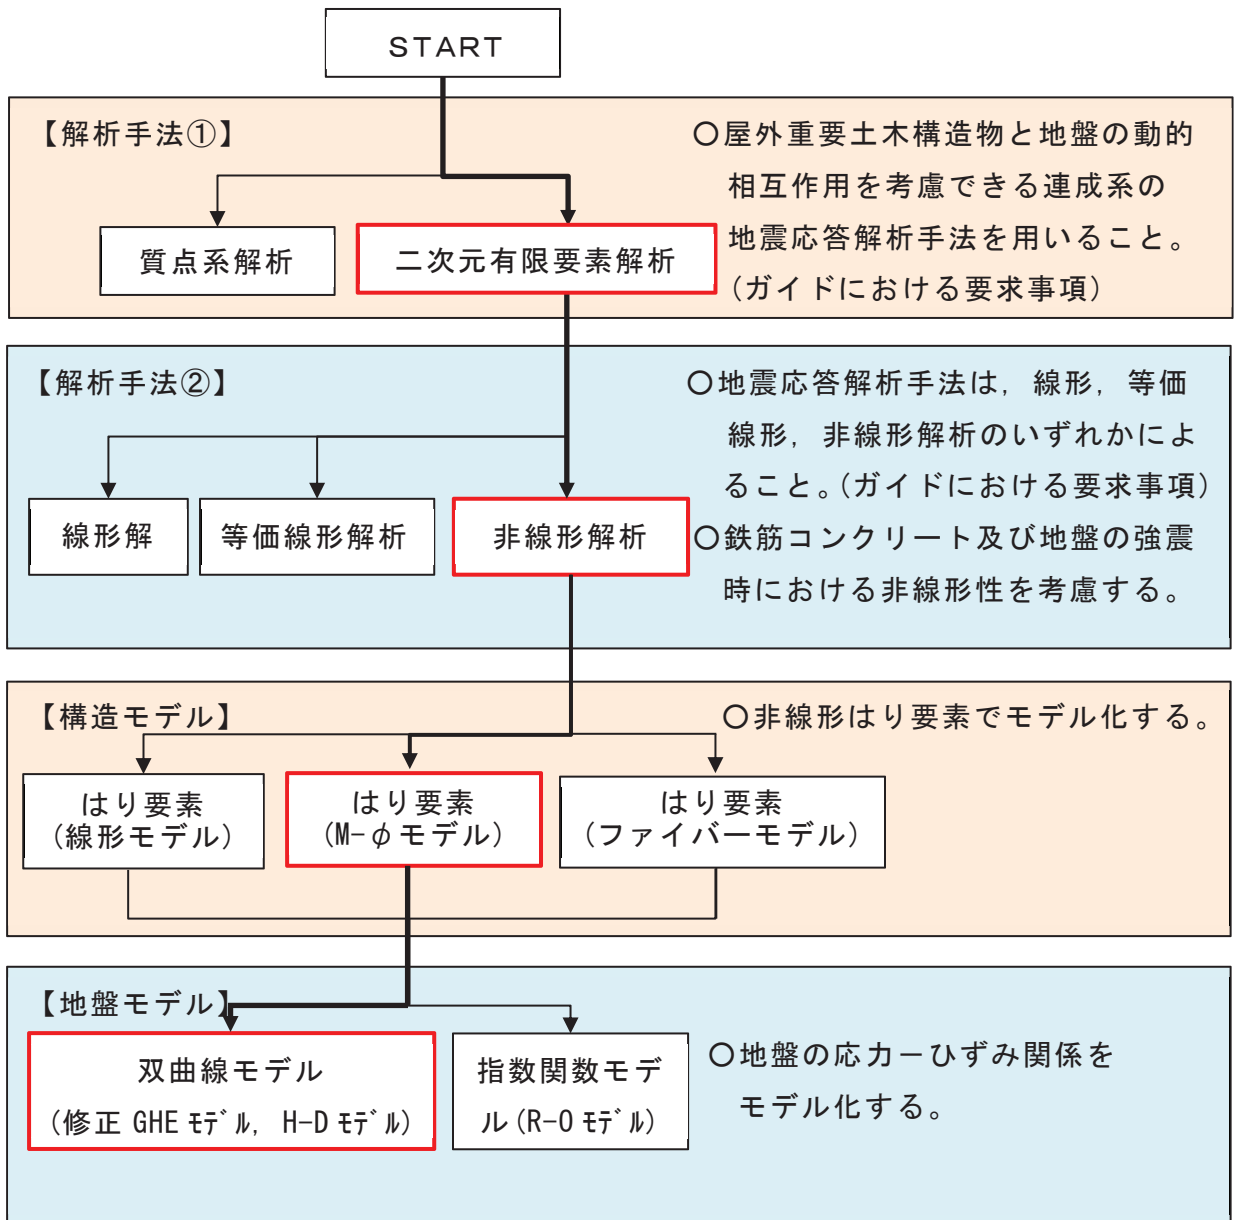 START
【解析手法①】
○屋外重要土木構造物と地盤の動的
相互作用を考慮できる連成系の
地震応答解析手法を用いること。
(ガイドにおける要求事項)
質点系解析
二次元有限要素解析
【解析手法②】
○地震応答解析手法は，線形，等価
線形，非線形解析のいずれかによ
ること。(ガイドにおける要求事項)
○鉄筋コンクリート及び地盤の強震
時における非線形性を考慮する。
線形解
等価線形解析
非線形解析
【構造モデル】
○非線形はり要素でモデル化する。
はり要素
(線形モデル)
はり要素
(M-φモデル)
はり要素
(ファイバーモデル)
【地盤モデル】
双曲線モデル
(修正 GHE ﾓﾃﾞﾙ，H-D ﾓﾃﾞﾙ)
指数関数モデ
ル(R-O ﾓﾃﾞﾙ)
○地盤の応力－ひずみ関係を
モデル化する。